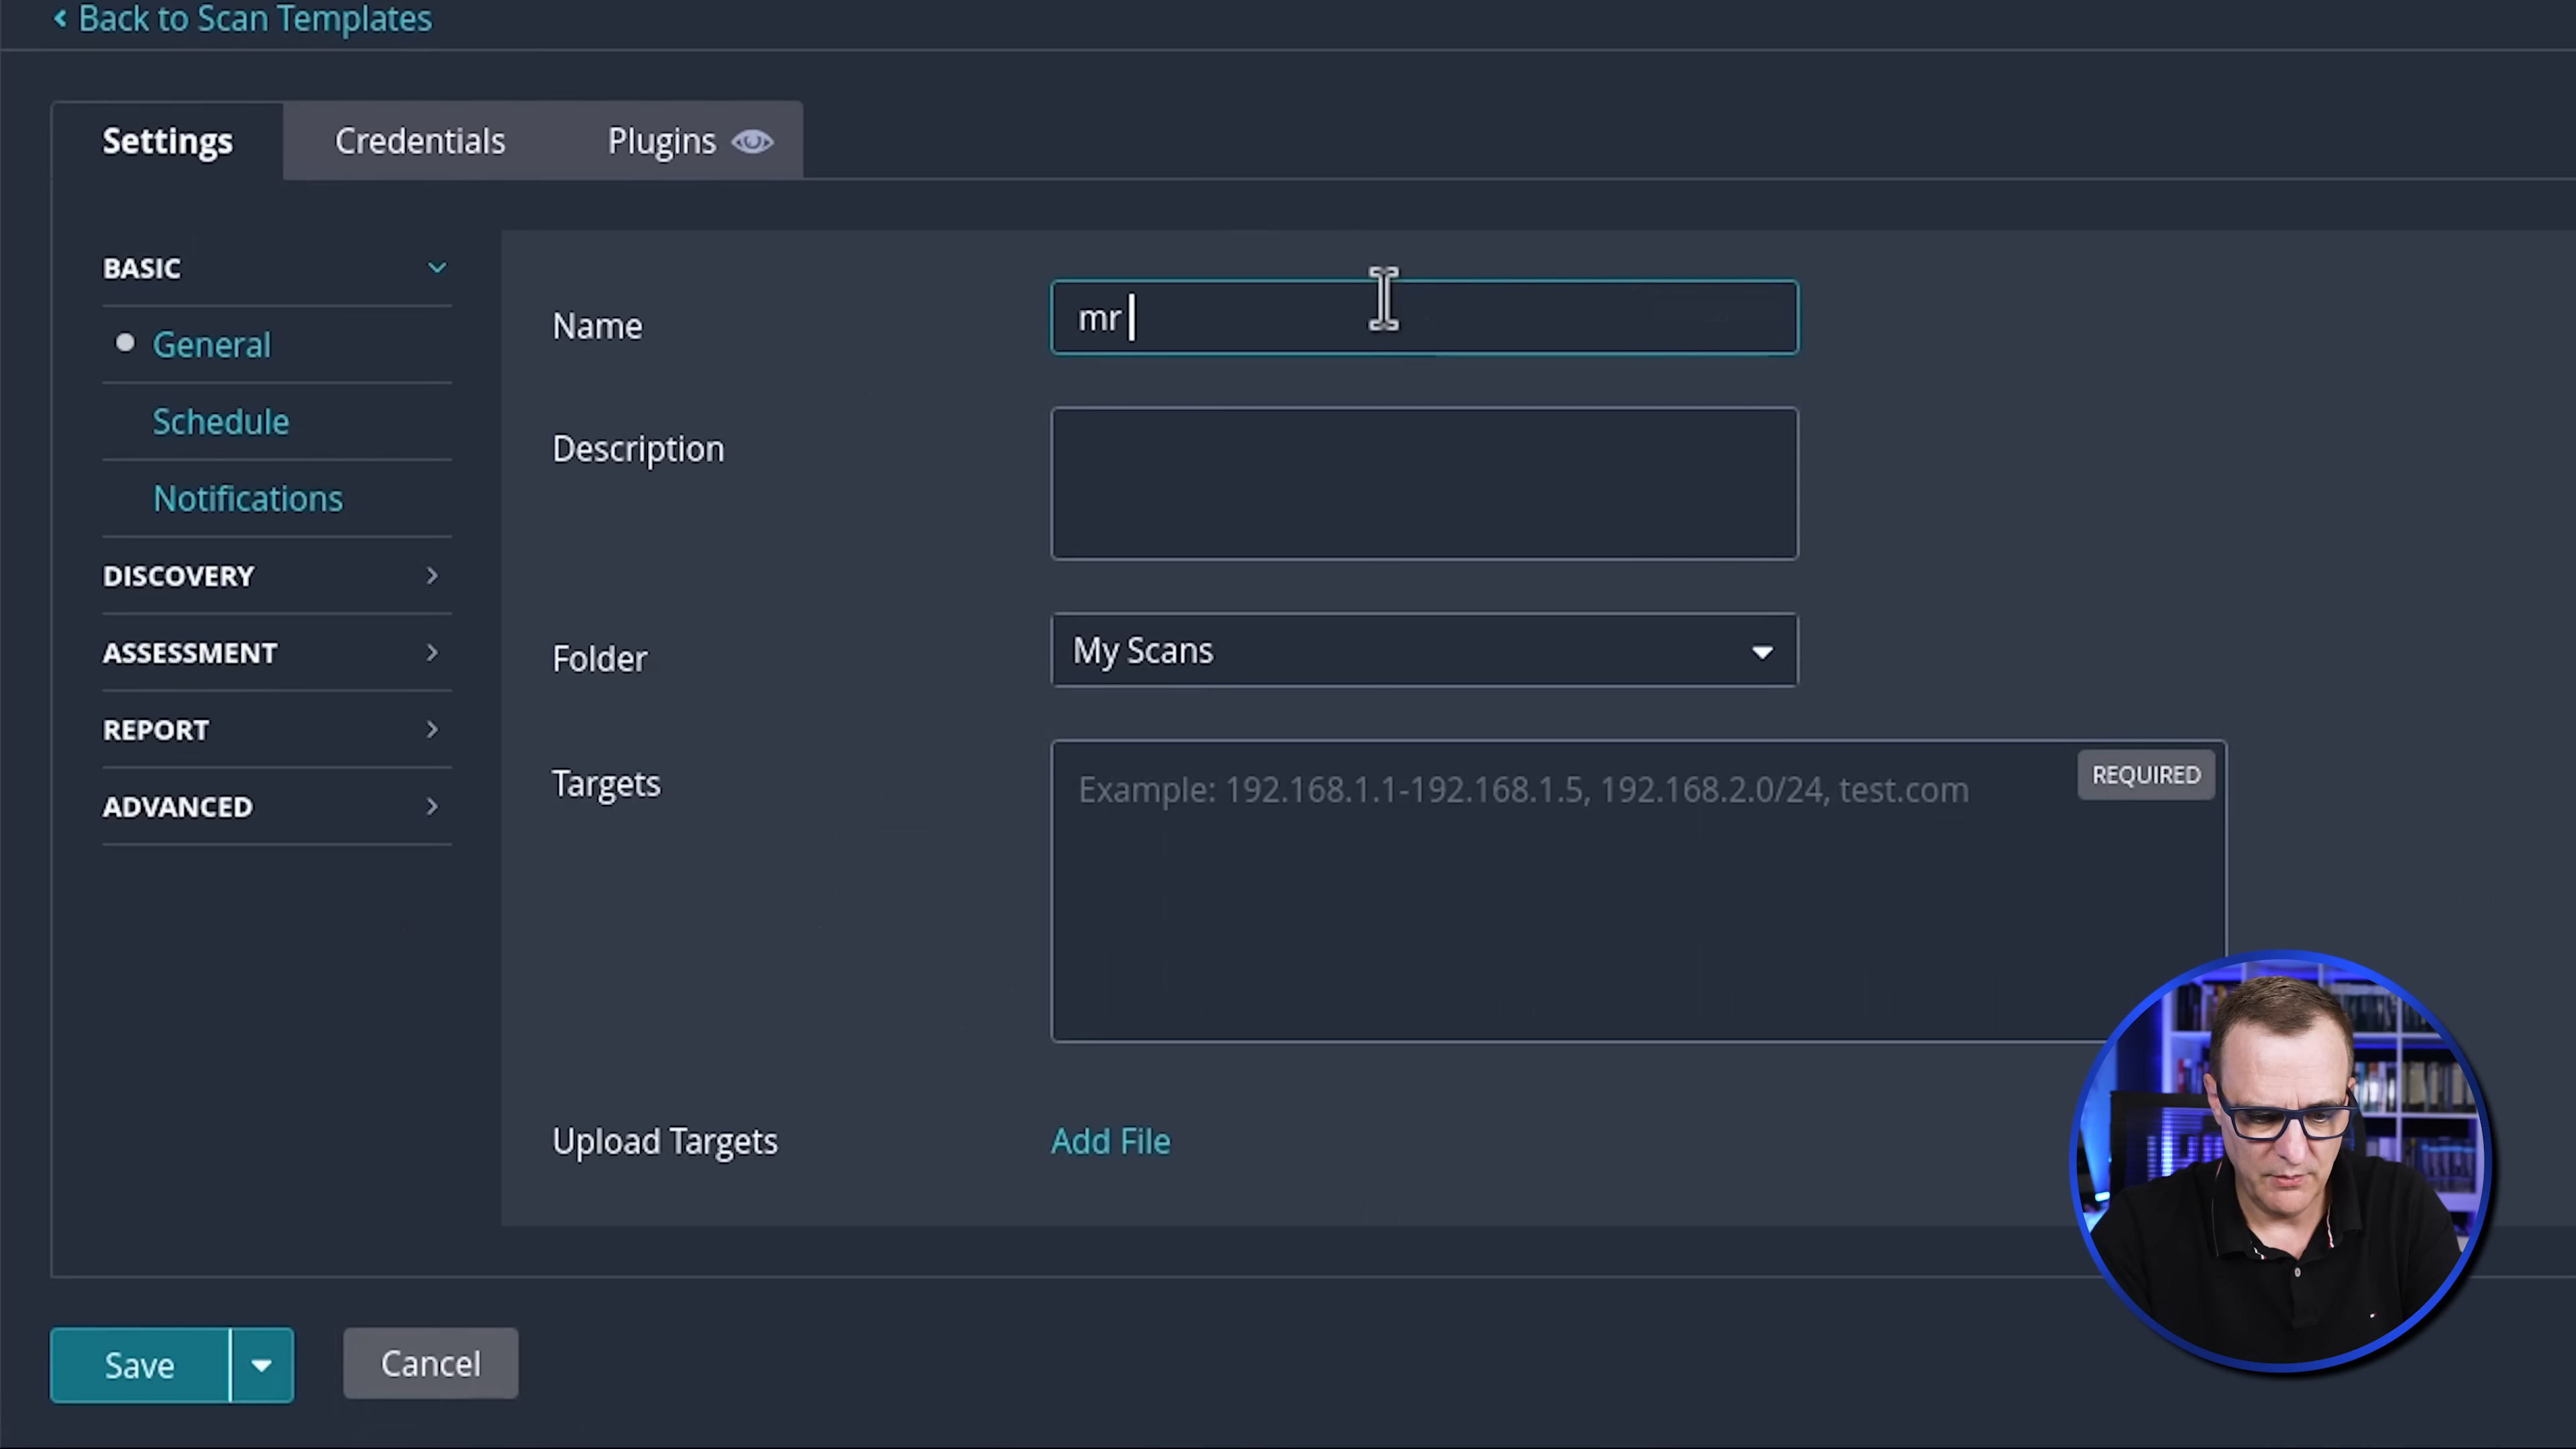 Back to Scan Templates
Settings
Credentials
Plugins
BASIC
General
Schedule
Notifications
DISCOVERY
ASSESSMENT
REPORT
ADVANCED
Name
mr
Description
Folder
My Scans
Targets
Example: 192.168.1.1-192.168.1.5, 192.168.2.0/24, test.com
REQUIRED
Upload Targets
Add File
Save
Cancel